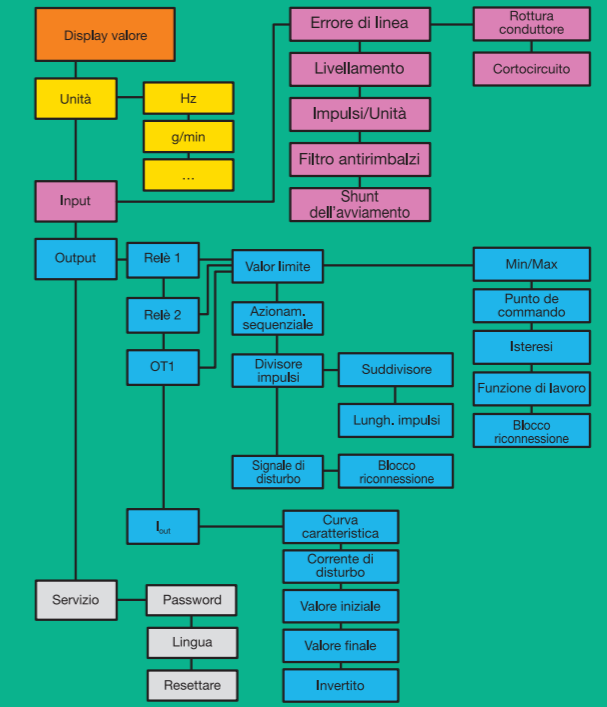 Display valore
Unità
Hz
g/min
...
Input
Errore di linea
Rottura
conduttore
Cortocircuito
Livellamento
Impulsi/Unità
Filtro antirimbalzi
Shunt
dell'avviamento
Output
Relè 1
Relè 2
OT1
Valor limite
Min/Max
Punto de
commando
Isteresi
Funzione di lavoro
Blocco
riconnessione
Azionam.
sequenziale
Divisore
impulsi
Suddivisore
Lungh. impulsi
Signale di
disturbo
Blocco
riconnessione
Iout
Curva
caratteristica
Corrente di
disturbo
Valore iniziale
Valore finale
Invertito
Servizio
Password
Lingua
Resettare